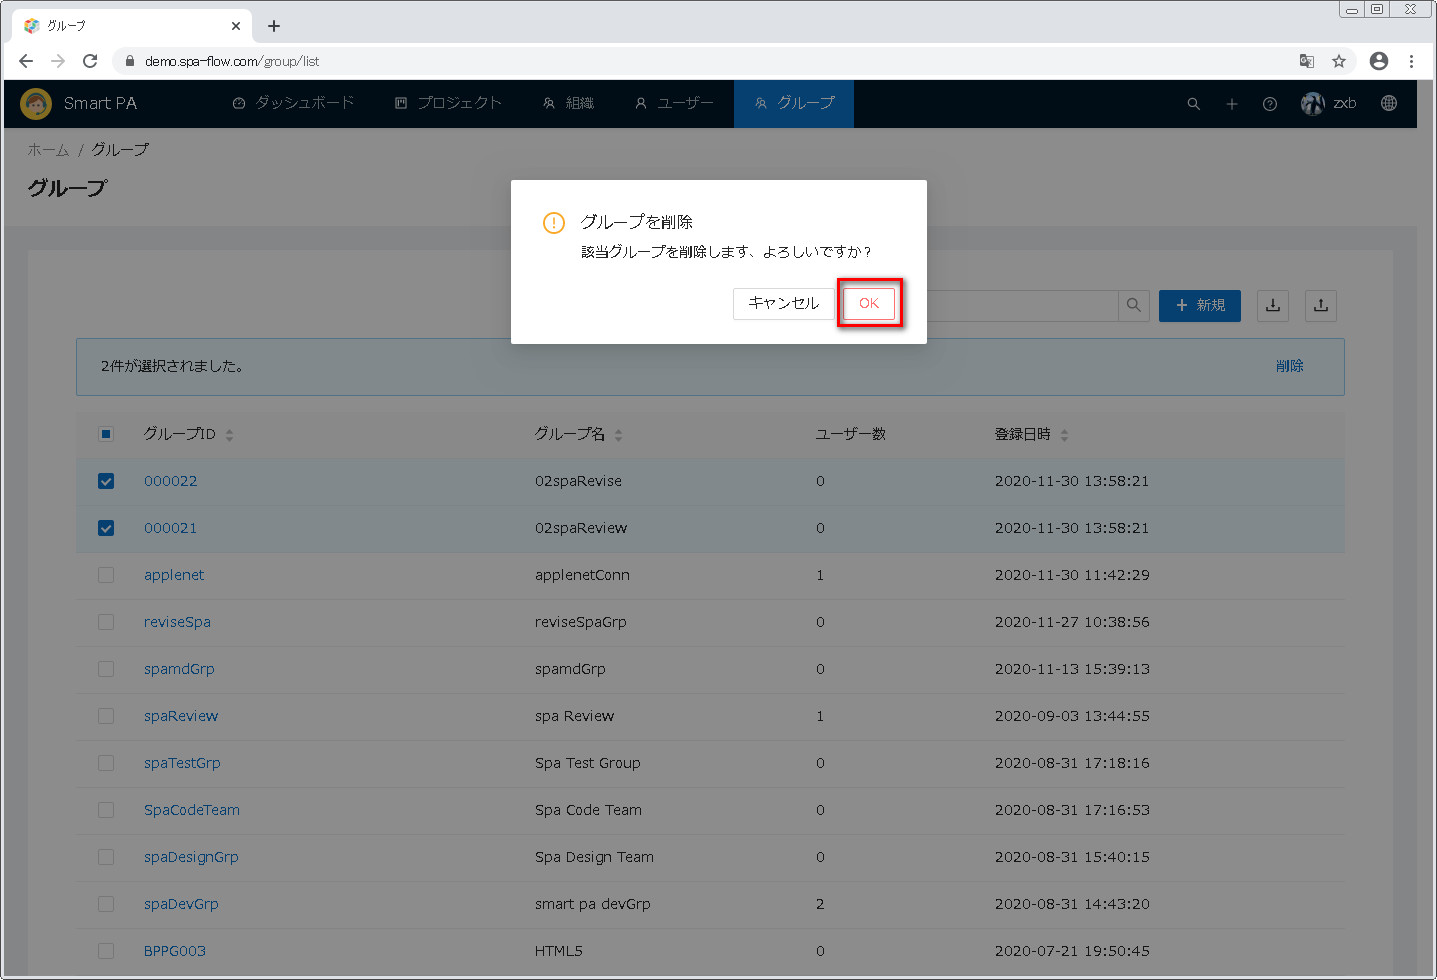 グループ
demo.spa-flow.com/group/list
Smart PA ダッシュボード プロジェクト 組織 ユーザー グループ zxb
ホーム / グループ
グループ
グループを削除
該当グループを削除します、よろしいですか？
キャンセル OK
新規
2件が選択されました。 削除
グループID グループ名 ユーザー数 登録日時
000022 02spaRevise 0 2020-11-30 13:58:21
000021 02spaReview 0 2020-11-30 13:58:21
applenet applenetConn 1 2020-11-30 11:42:29
reviseSpa reviseSpaGrp 0 2020-11-27 10:38:56
spamdGrp spamdGrp 0 2020-11-13 15:39:13
spaReview spa Review 1 2020-09-03 13:44:55
spaTestGrp Spa Test Group 0 2020-08-31 17:18:16
SpaCodeTeam Spa Code Team 0 2020-08-31 17:16:53
spaDesignGrp Spa Design Team 0 2020-08-31 15:40:15
spaDevGrp smart pa devGrp 2 2020-08-31 14:43:20
BPPG003 HTML5 0 2020-07-21 19:50:45